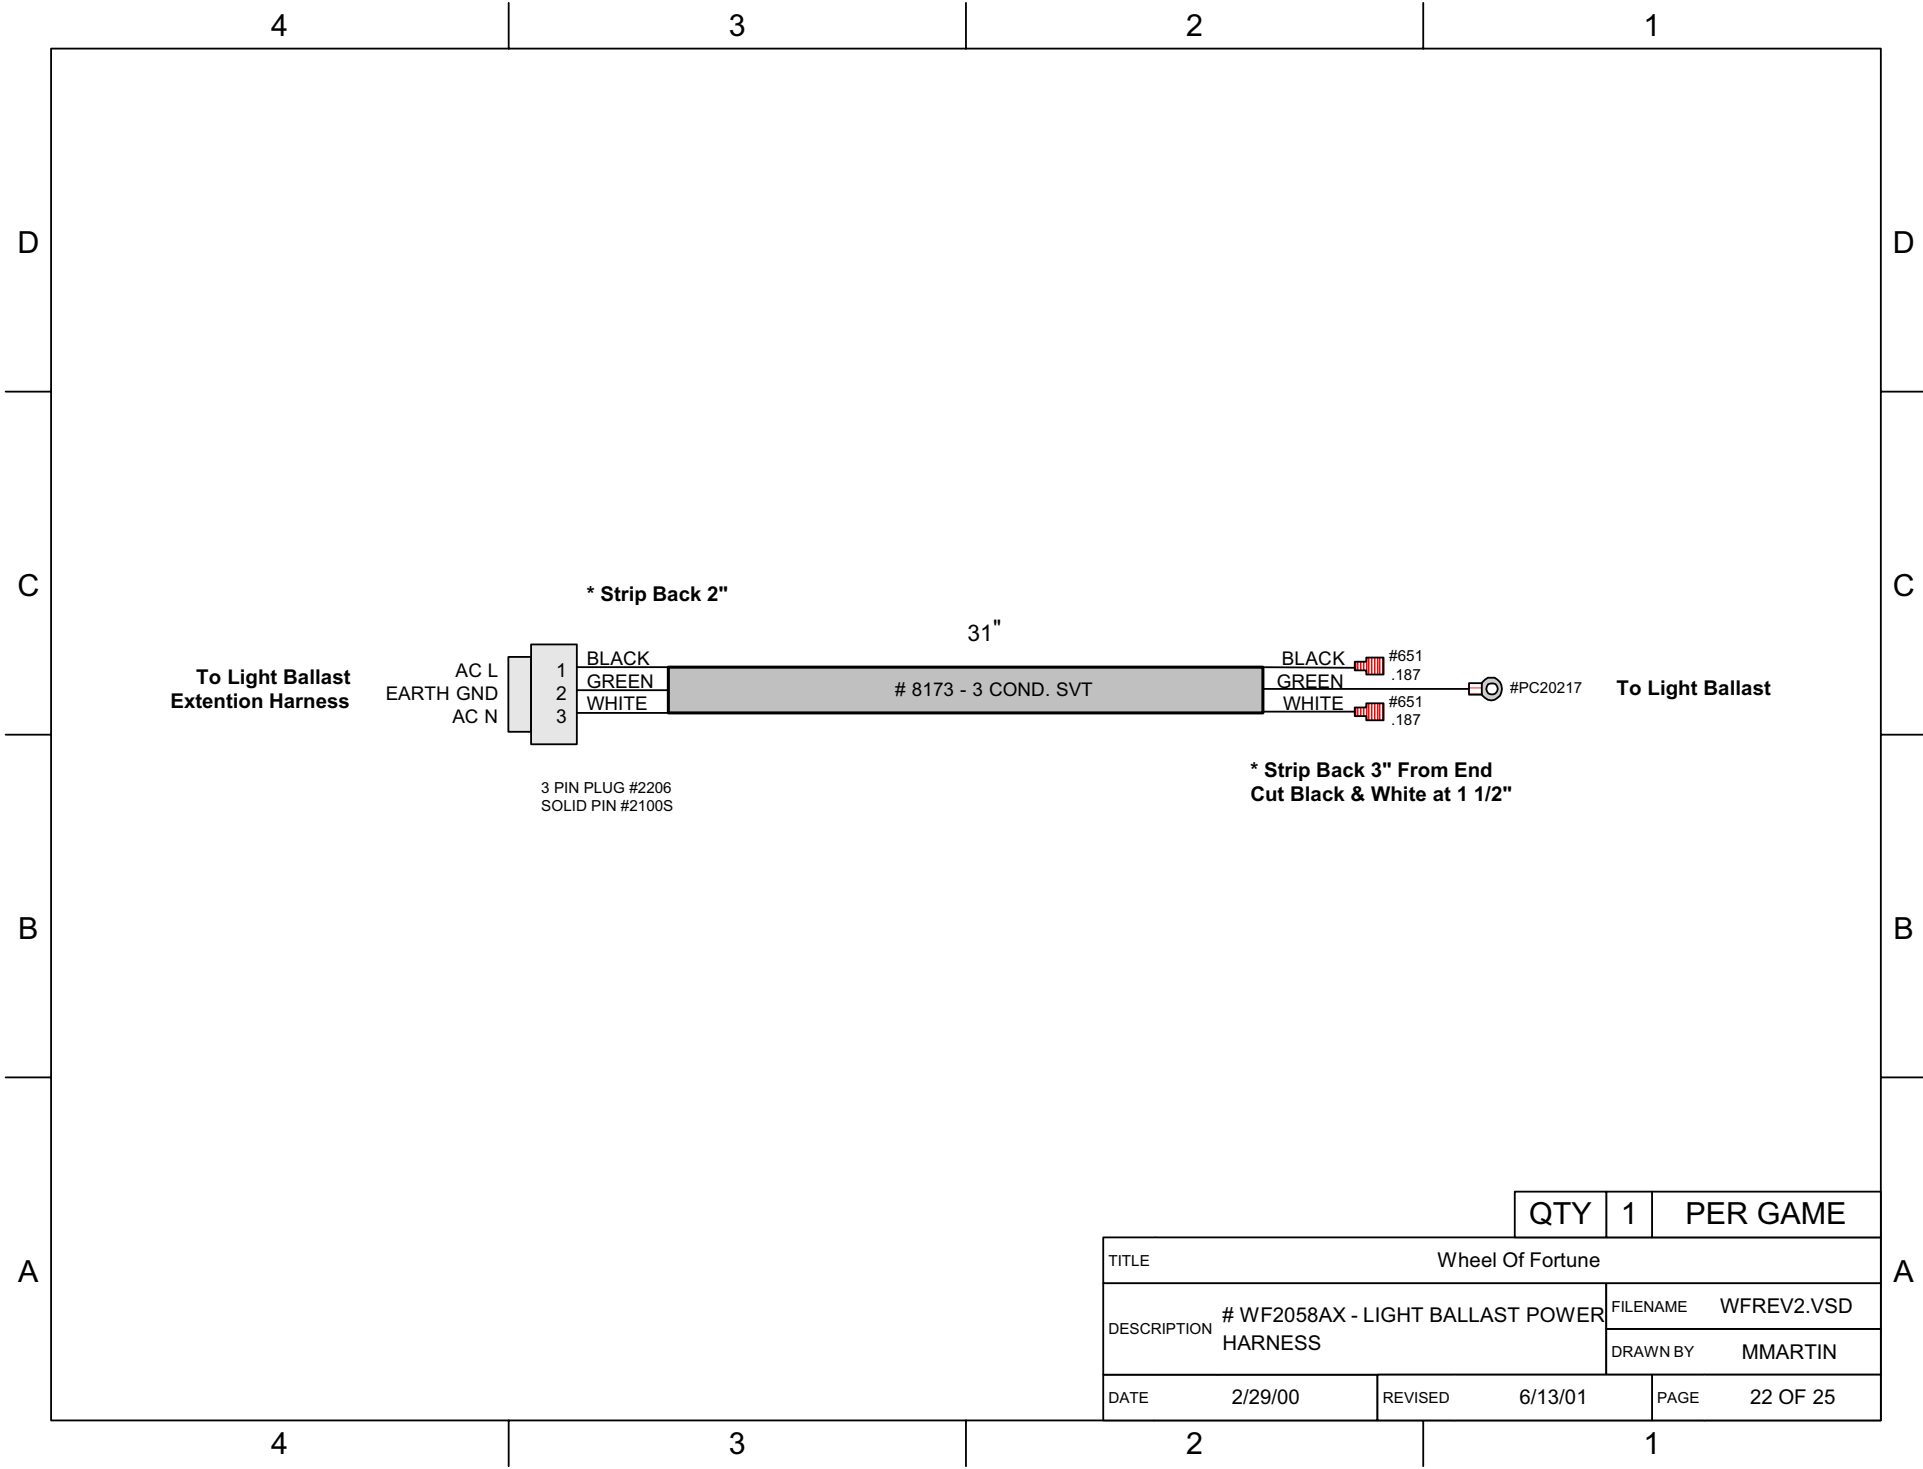 4 3 2 1
D D
C C
* Strip Back 2"
31"
To Light Ballast
Extention Harness
AC L
EARTH GND
AC N
1
2
3
BLACK
GREEN
WHITE
# 8173 - 3 COND. SVT
BLACK
GREEN
WHITE
#651
.187
#PC20217
#651
.187
To Light Ballast
3 PIN PLUG #2206
SOLID PIN #2100S
* Strip Back 3" From End
Cut Black & White at 1 1/2"
B B
QTY 1 PER GAME
A A
TITLE Wheel Of Fortune
DESCRIPTION # WF2058AX - LIGHT BALLAST POWER
HARNESS
FILENAME WFREV2.VSD
DRAWN BY MMARTIN
DATE 2/29/00 REVISED 6/13/01 PAGE 22 OF 25
4 3 2 1